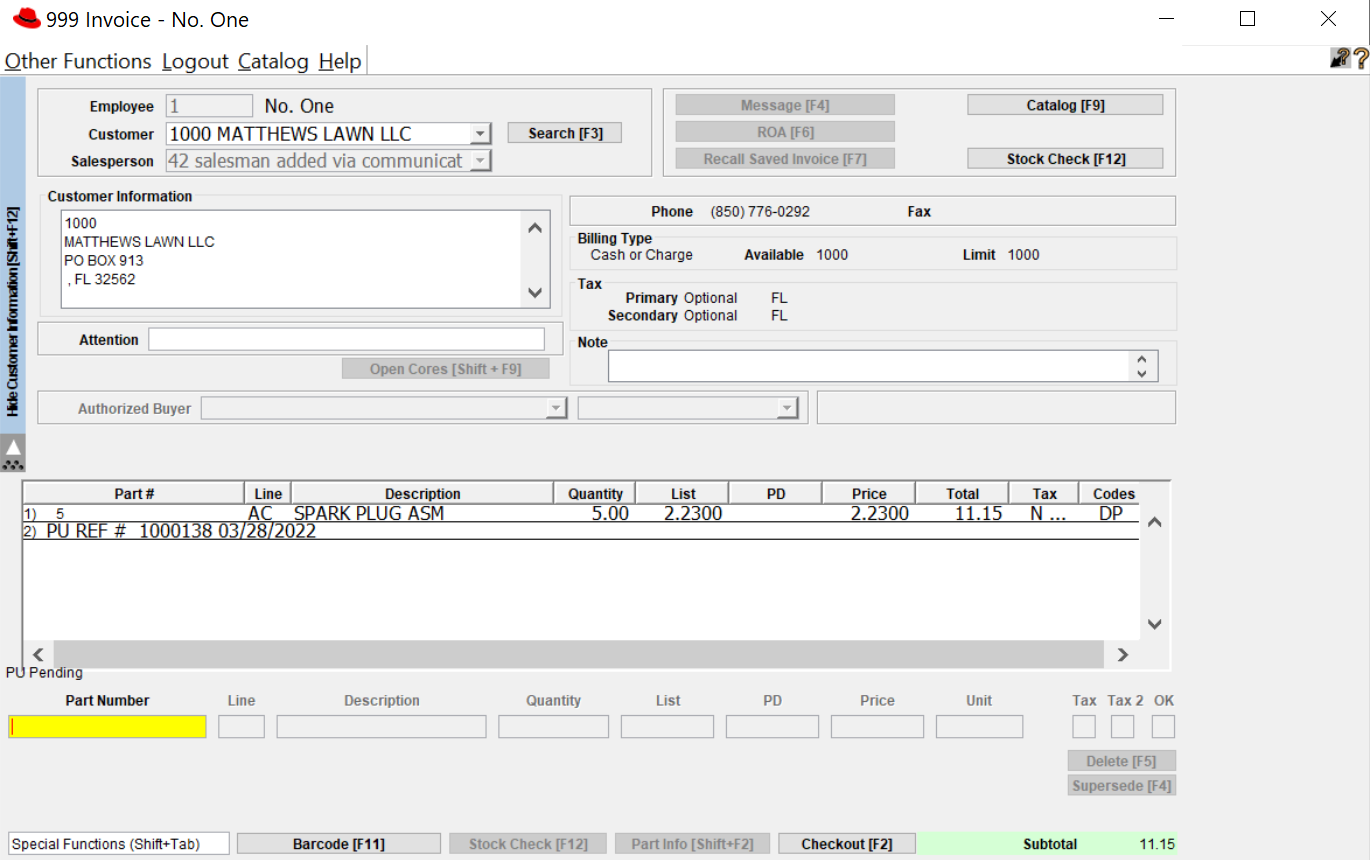 999 Invoice - No. One
Other Functions Logout Catalog Help
Hide Customer Information [Shift+F12]
Employee 1 No. One
Customer 1000 MATTHEWS LAWN LLC Search [F3]
Salesperson 42 salesman added via communicat
Message [F4] Catalog [F9]
ROA [F6]
Recall Saved Invoice [F7] Stock Check [F12]
Customer Information
1000
MATTHEWS LAWN LLC
PO BOX 913
, FL 32562
Phone (850) 776-0292 Fax
Billing Type
Cash or Charge Available 1000 Limit 1000
Tax
Primary Optional FL
Secondary Optional FL
Attention
Note
Open Cores [Shift + F9]
Authorized Buyer
Part # Line Description Quantity List PD Price Total Tax Codes
1) 5 AC SPARK PLUG ASM 5.00 2.2300 2.2300 11.15 N ... DP
2) PU REF # 1000138 03/28/2022
PU Pending
Part Number Line Description Quantity List PD Price Unit Tax Tax 2 OK
Delete [F5]
Supersede [F4]
Special Functions (Shift+Tab) Barcode [F11] Stock Check [F12] Part Info [Shift+F2] Checkout [F2] Subtotal 11.15